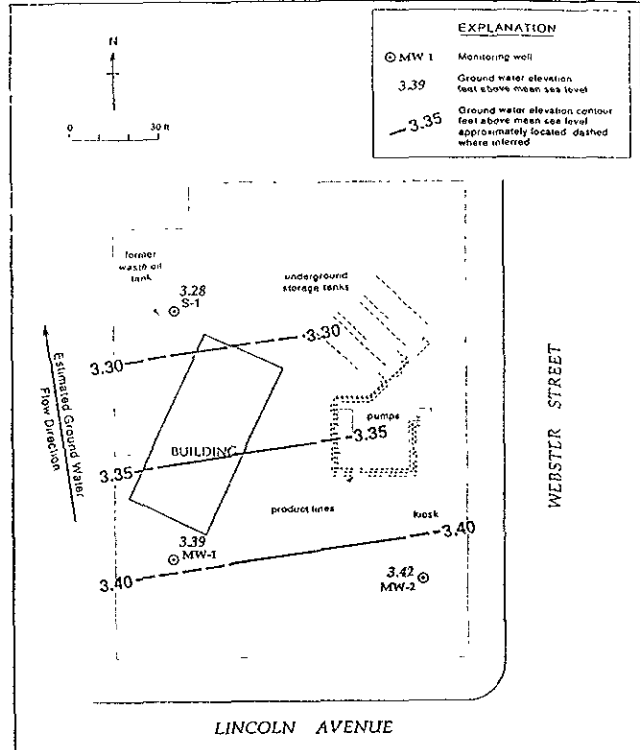 EXPLANATION
MW 1 Monitoring well
3.39 Ground water elevation
feet above mean sea level
3.35 Ground water elevation contour
feet above mean sea level
approximately located dashed
where inferred
N
0 30 ft
former
wasth oil
tank
3.28
S-1
underground
storage tanks
3.30
3.30
Estimated Ground Water
Flow Direction
pumps
3.35
BUILDING
3.35
product lines
kiosk
3.40
3.39
MW-1
3.40
3.42
MW-2
WEBSTER STREET
LINCOLN AVENUE